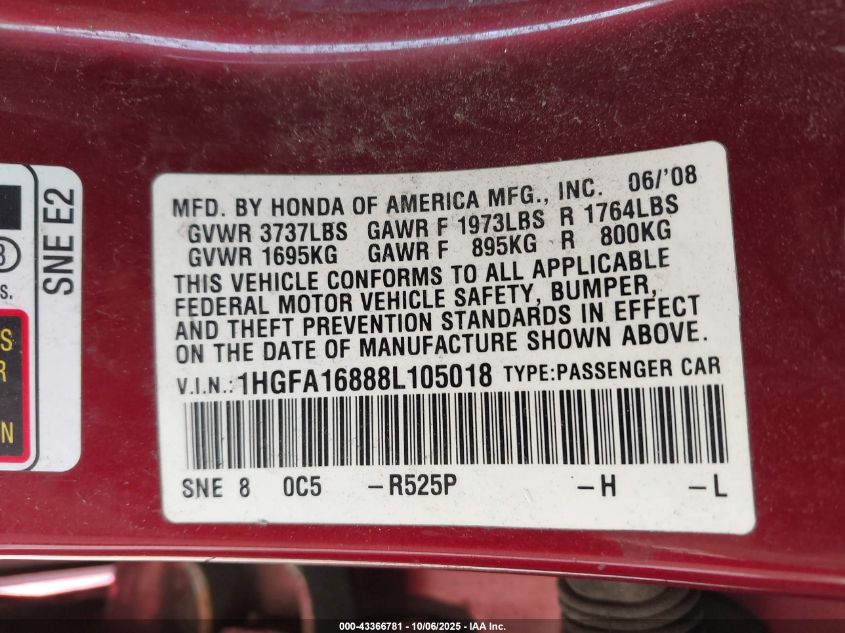 SNE E2
S.
S
R
N
MFD. BY HONDA OF AMERICA MFG., INC. 06/'08
GVWR 3737LBS GAWR F 1973LBS R 1764LBS
GVWR 1695KG GAWR F 895KG R 800KG
THIS VEHICLE CONFORMS TO ALL APPLICABLE
FEDERAL MOTOR VEHICLE SAFETY, BUMPER,
AND THEFT PREVENTION STANDARDS IN EFFECT
ON THE DATE OF MANUFACTURE SHOWN ABOVE.
V.I.N.: 1HGFA16888L105018 TYPE:PASSENGER CAR
SNE 8 0C5 -R525P -H -L
000-43366781 - 10/06/2025 - IAA Inc.